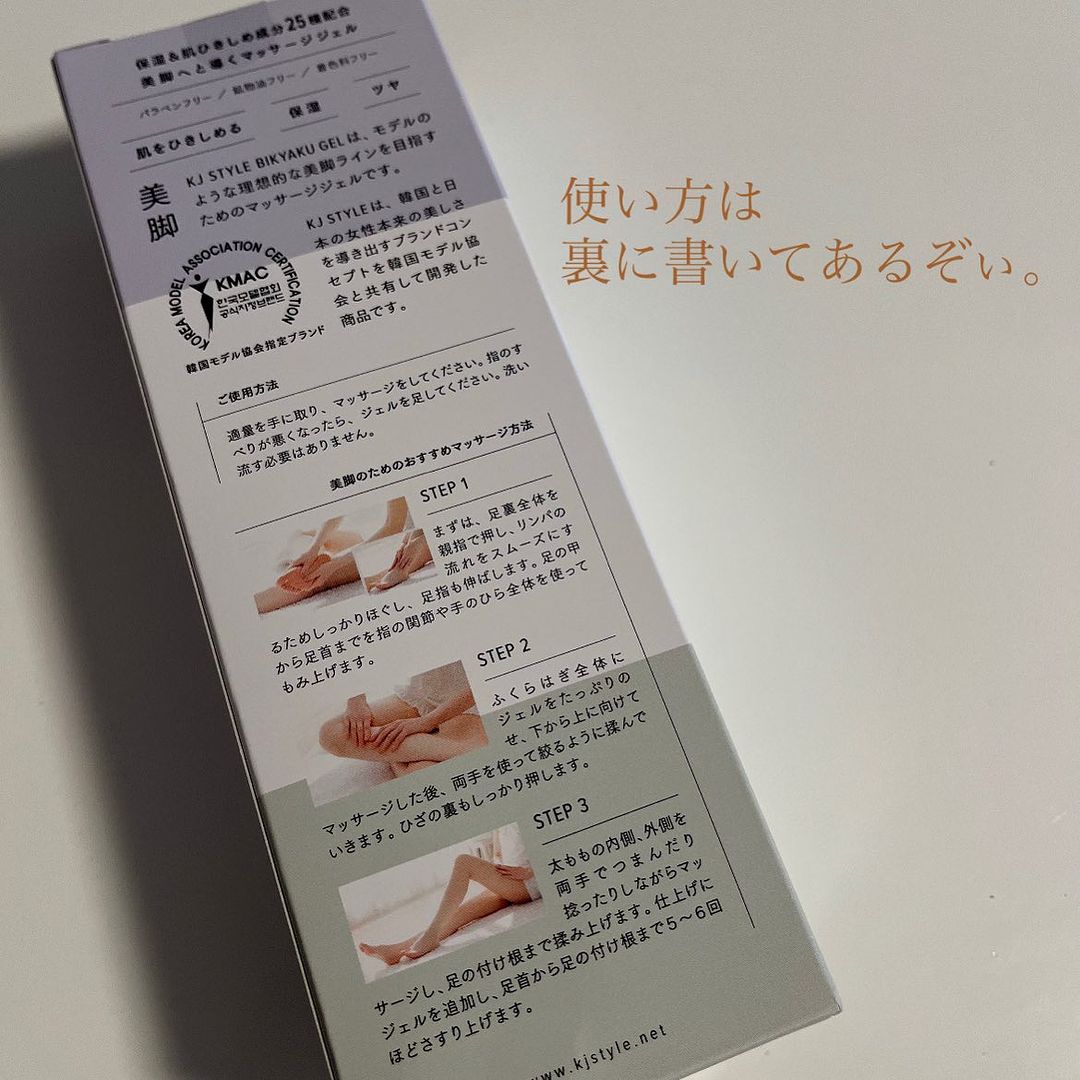 保湿&肌ひきしめ成分25種配合
美脚へと導くマッサージジェル
パラベンフリー / 鉱物油フリー / 着色料フリー
肌をひきしめる
保湿
ツヤ
美脚
KJ STYLE BIKYAKU GELは、モデルの
ような理想的な美脚ラインを目指す
ためのマッサージジェルです。
KJ STYLEは、韓国と日
本の女性本来の美しさ
を導き出すブランドコン
セプトを韓国モデル協
会と共有して開発した
商品です。
KOREA MODEL ASSOCIATION CERTIFICATION
KMAC
한국모델협회
공식지정브랜드
韓国モデル協会指定ブランド
使い方は
裏に書いてあるぞぃ。
ご使用方法
適量を手に取り、マッサージをしてください。指のす
べりが悪くなったら、ジェルを足してください。洗い
流す必要はありません。
美脚のためのおすすめマッサージ方法
STEP 1
まずは、足裏全体を
親指で押し、リンパの
流れをスムーズにす
るためしっかりほぐし、足指も伸ばします。足の甲
から足首までを指の関節や手のひら全体を使って
もみ上げます。
STEP 2
ふくらはぎ全体に
ジェルをたっぷりの
せ、下から上に向けて
マッサージした後、両手を使って絞るように揉んで
いきます。ひざの裏もしっかり押します。
STEP 3
太ももの内側、外側を
両手でつまんだり
捻ったりしながらマッ
サージし、足の付け根まで揉み上げます。仕上げに
ジェルを追加し、足首から足の付け根まで5〜6回
ほどさすり上げます。
www.kjstyle.net